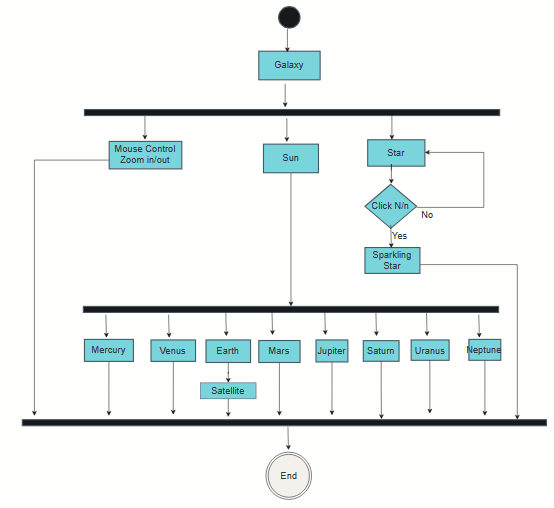 Galaxy
Mouse Control
Zoom in/out
Sun
Star
Click N/n
No
Yes
Sparkling
Star
Mercury
Venus
Earth
Mars
Jupiter
Saturn
Uranus
Neptune
Satellite
End